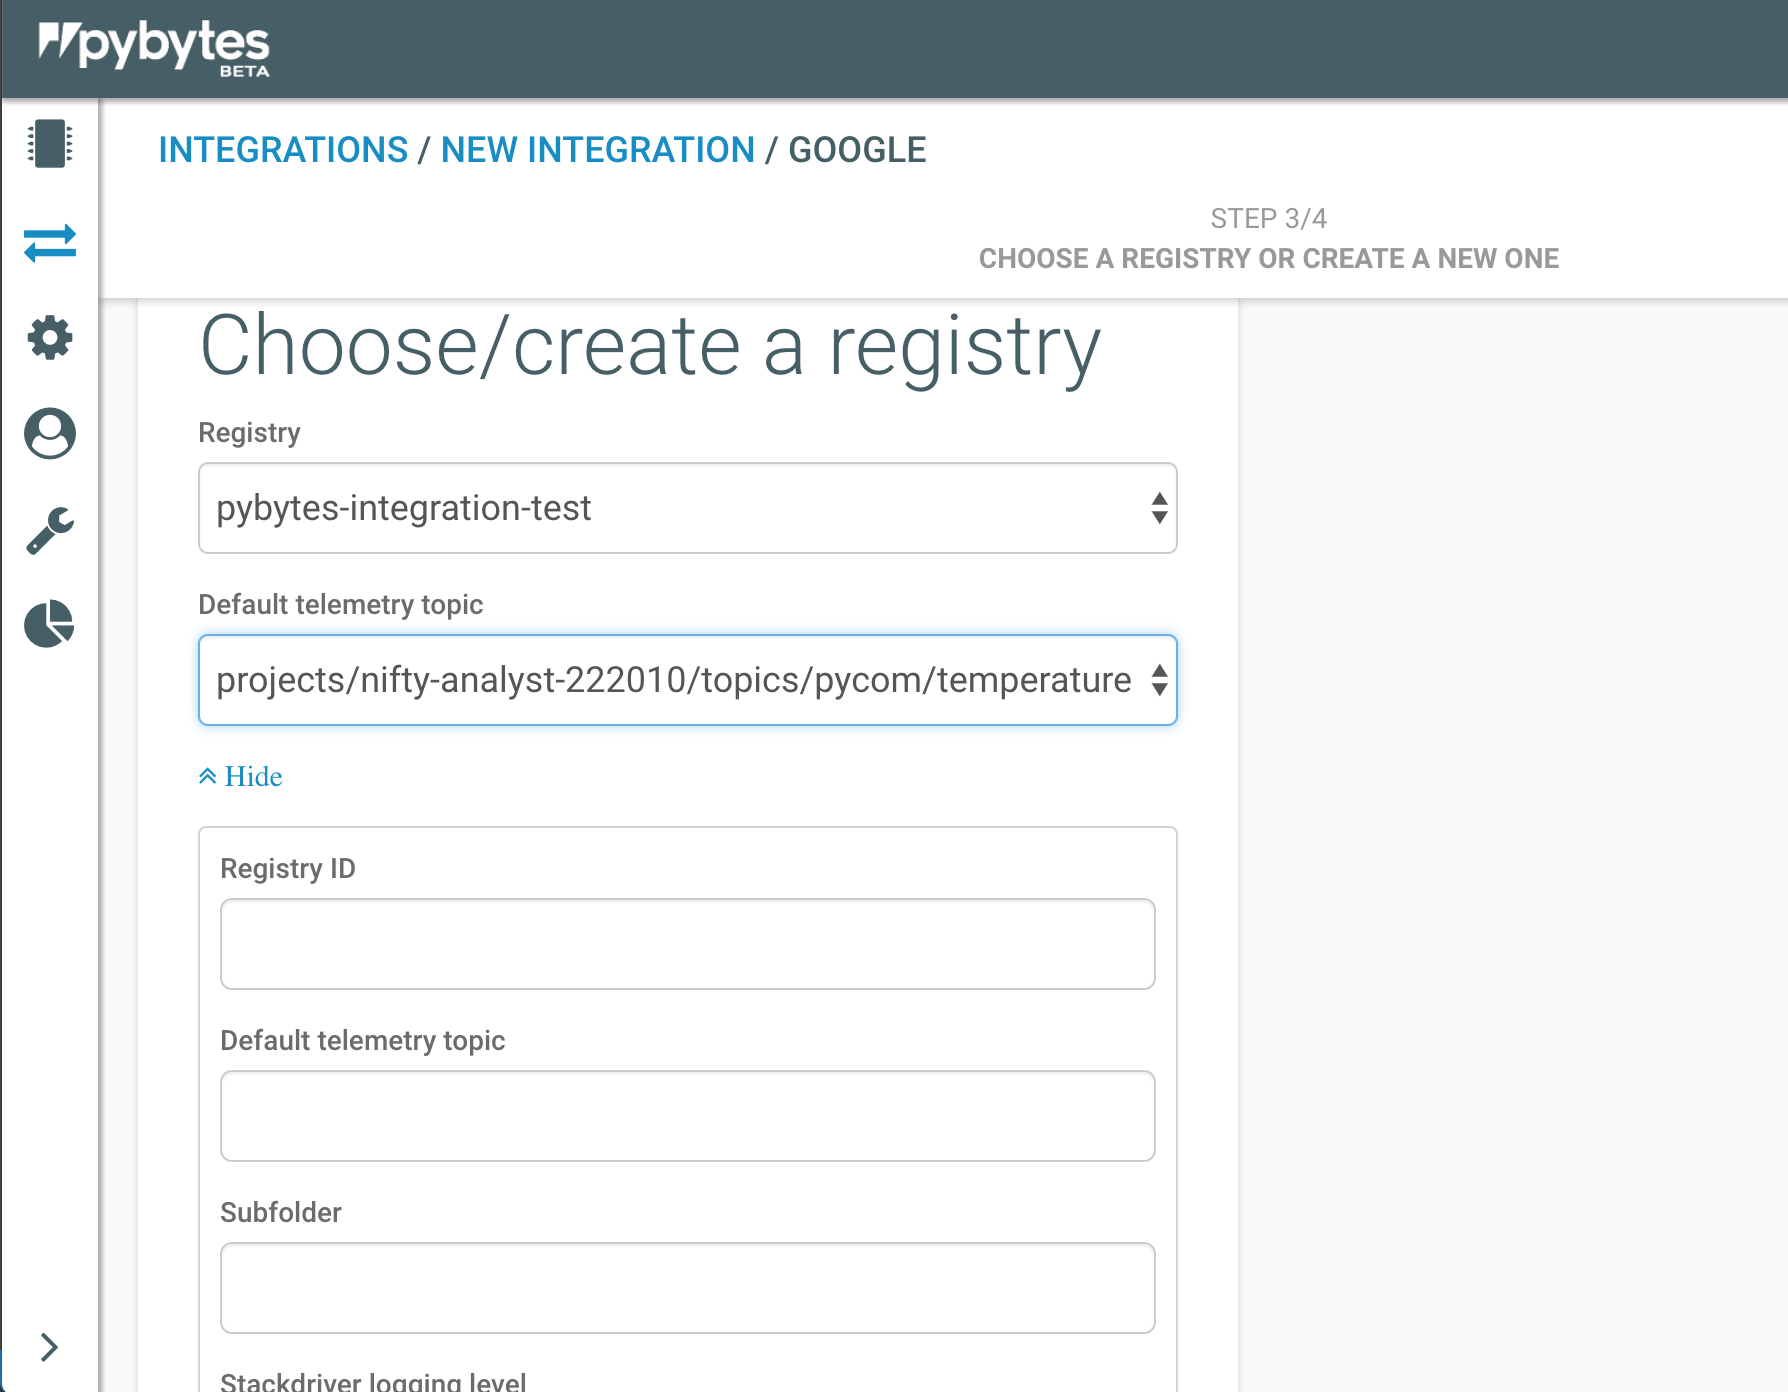 pybytes
BETA
INTEGRATIONS / NEW INTEGRATION / GOOGLE
STEP 3/4
CHOOSE A REGISTRY OR CREATE A NEW ONE
Choose/create a registry
Registry
pybytes-integration-test
Default telemetry topic
projects/nifty-analyst-222010/topics/pycom/temperature
Hide
Registry ID
Default telemetry topic
Subfolder
Stackdriver logging level